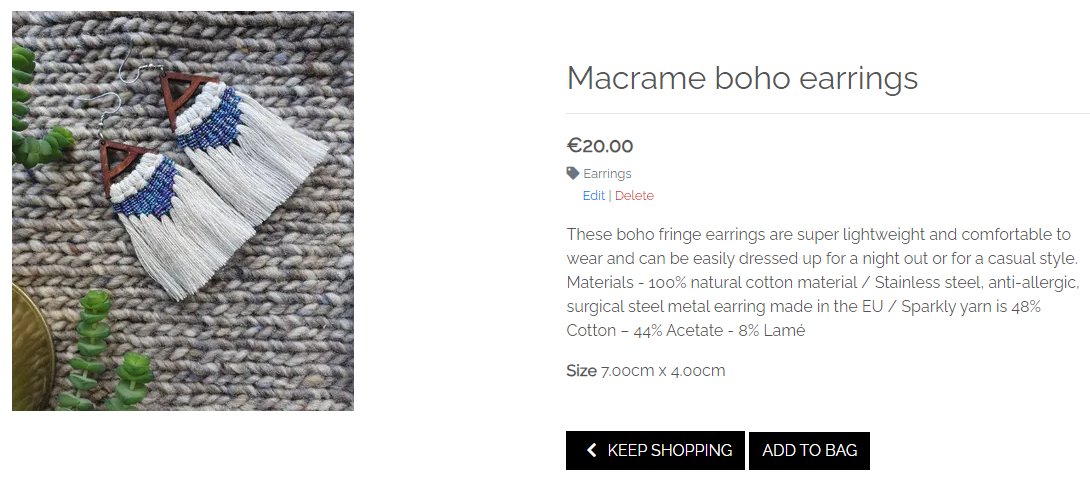 Macrame boho earrings
€20.00
Earrings
Edit | Delete
These boho fringe earrings are super lightweight and comfortable to
wear and can be easily dressed up for a night out or for a casual style.
Materials - 100% natural cotton material / Stainless steel, anti-allergic,
surgical steel metal earring made in the EU / Sparkly yarn is 48%
Cotton – 44% Acetate - 8% Lamé
Size 7.00cm x 4.00cm
KEEP SHOPPING ADD TO BAG